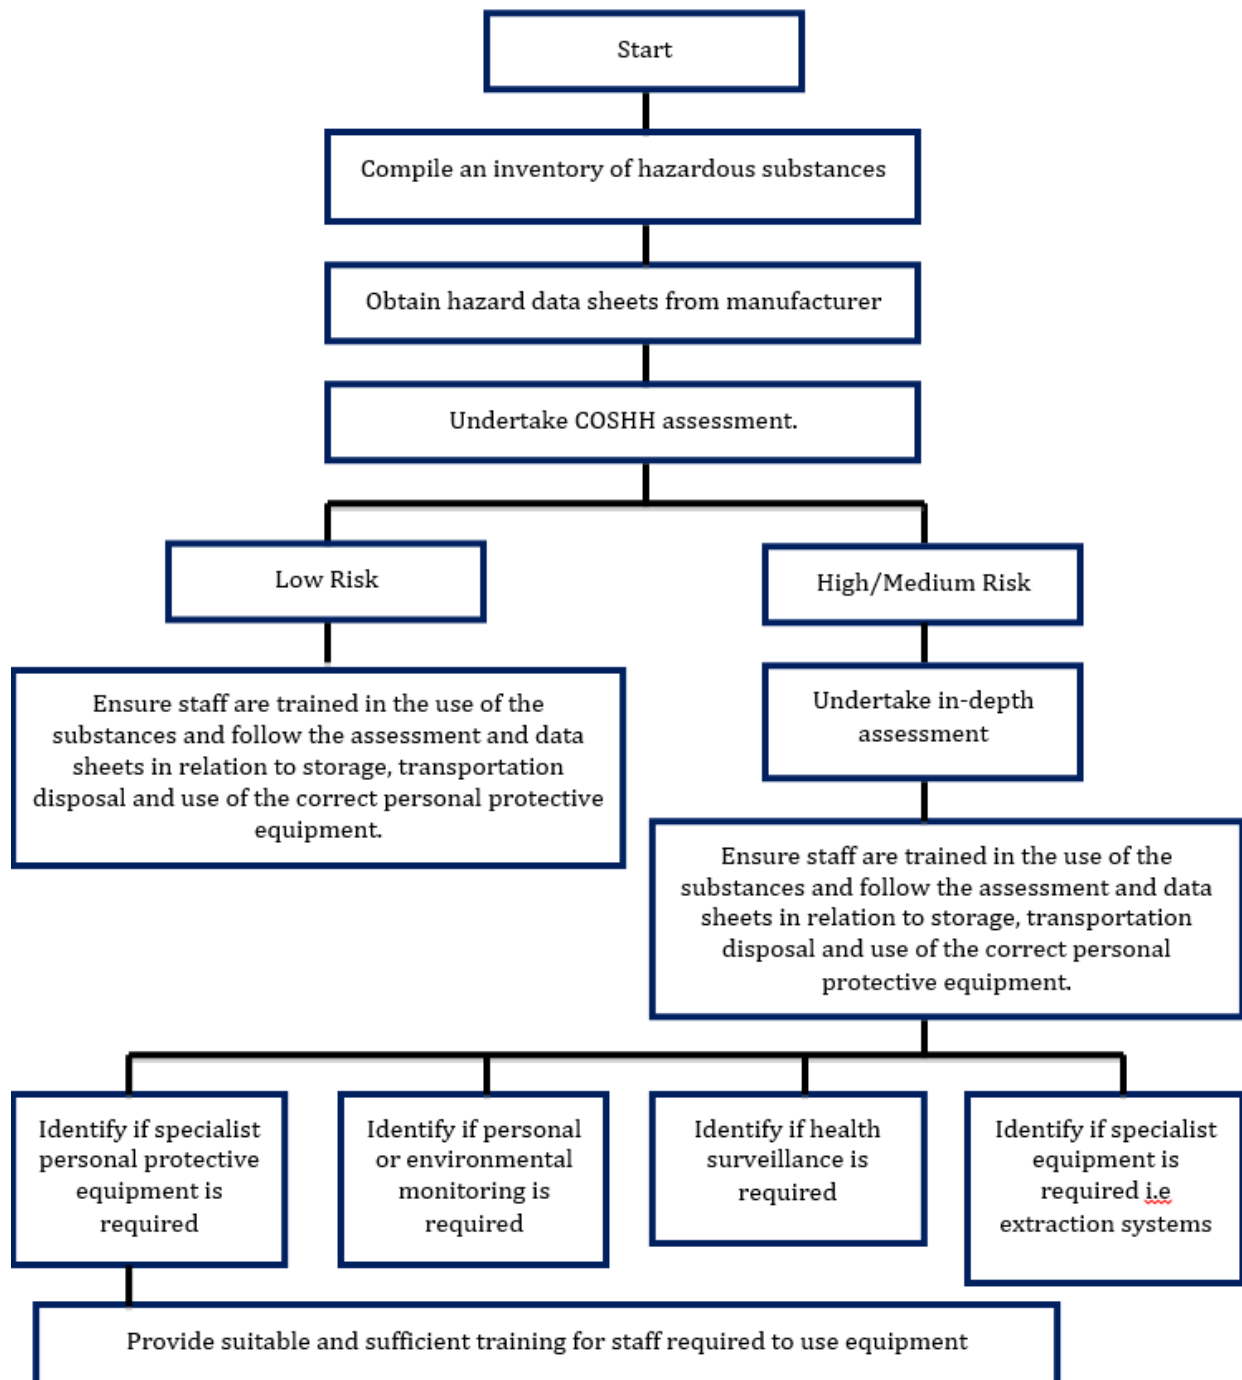 Start
Compile an inventory of hazardous substances
Obtain hazard data sheets from manufacturer
Undertake COSHH assessment.
Low Risk
High/Medium Risk
Ensure staff are trained in the use of the
substances and follow the assessment and data
sheets in relation to storage, transportation
disposal and use of the correct personal protective
equipment.
Undertake in-depth
assessment
Ensure staff are trained in the use of the
substances and follow the assessment and data
sheets in relation to storage, transportation
disposal and use of the correct personal
protective equipment.
Identify if specialist
personal protective
equipment is
required
Identify if personal
or environmental
monitoring is
required
Identify if health
surveillance is
required
Identify if specialist
equipment is
required i.e
extraction systems
Provide suitable and sufficient training for staff required to use equipment